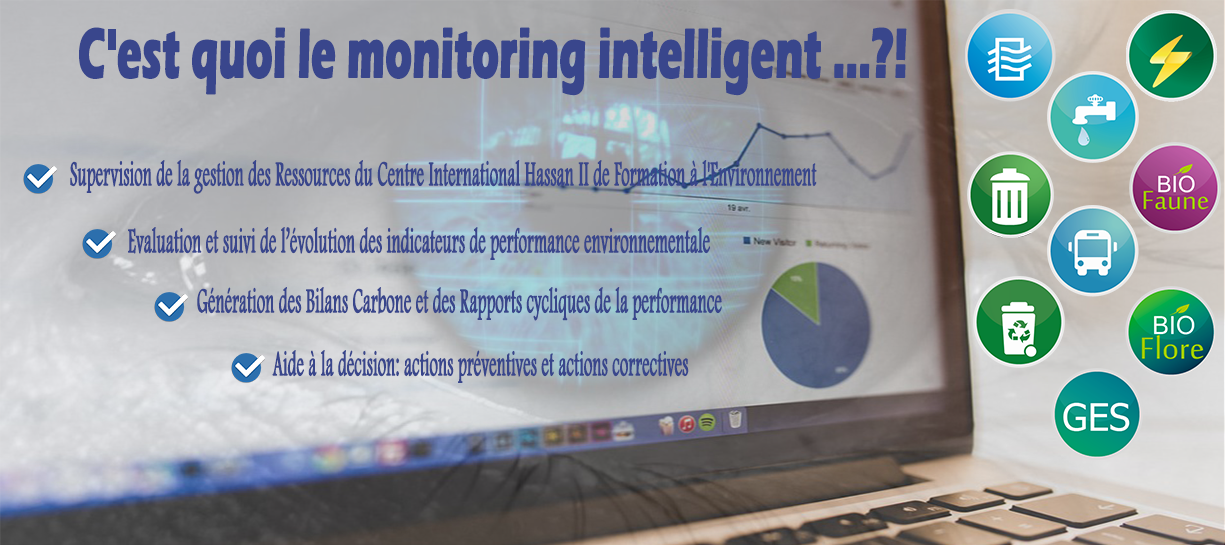 C'est quoi le monitoring intelligent ...?!
Supervision de la gestion des Ressources du Centre International Hassan II de Formation à l'Environnement
19 avr.
Evaluation et suivi de l’évolution des indicateurs de performance environnementale
New Visitor
Génération des Bilans Carbone et des Rapports cycliques de la performance
Aide à la décision: actions préventives et actions correctives
BIO
Faune
BIO
Flore
GES